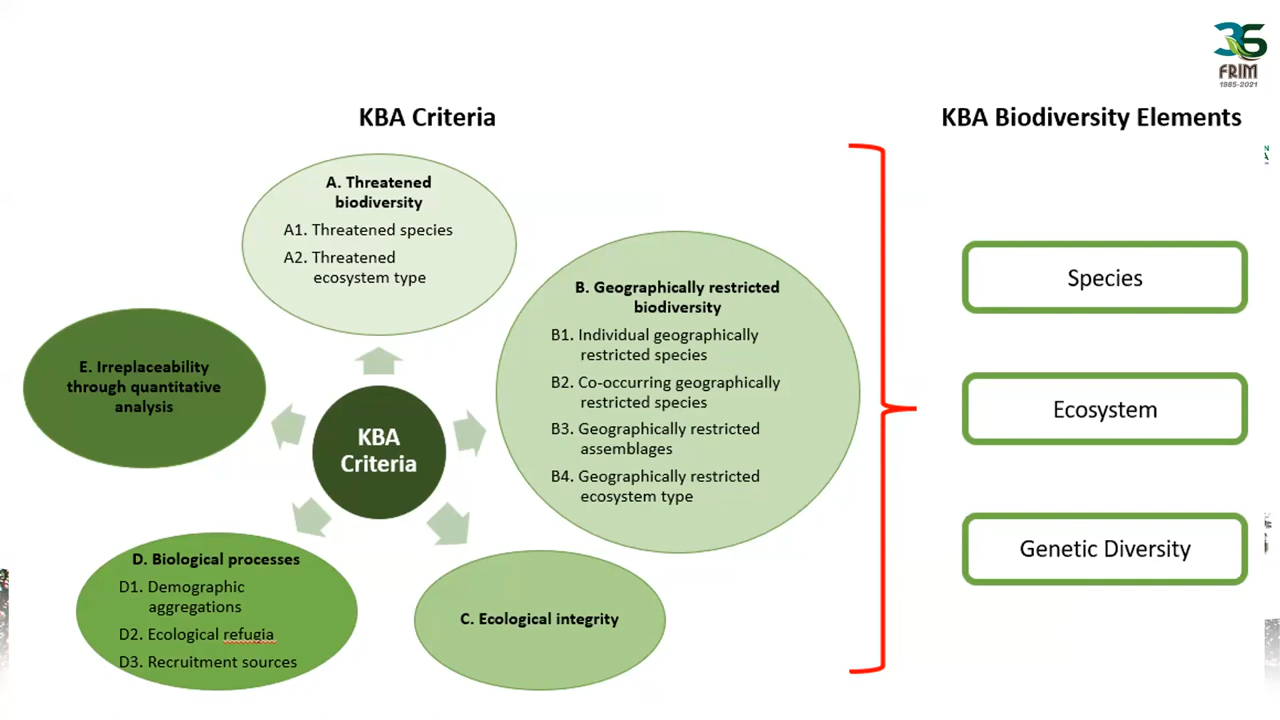 36
FRIM
1985-2021
KBA Criteria
KBA Biodiversity Elements
A. Threatened
biodiversity
A1. Threatened species
A2. Threatened
ecosystem type
B. Geographically restricted
biodiversity
B1. Individual geographically
restricted species
B2. Co-occurring geographically
restricted species
B3. Geographically restricted
assemblages
B4. Geographically restricted
ecosystem type
E. Irreplaceability
through quantitative
analysis
KBA
Criteria
D. Biological processes
D1. Demographic
aggregations
D2. Ecological refugia
D3. Recruitment sources
C. Ecological integrity
Species
Ecosystem
Genetic Diversity